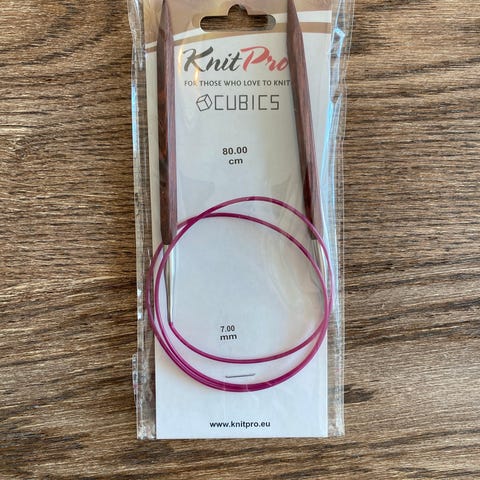 KnitPro
FOR THOSE WHO LOVE TO KNIT
CUBICS
80.00
cm
7.00
mm
www.knitpro.eu